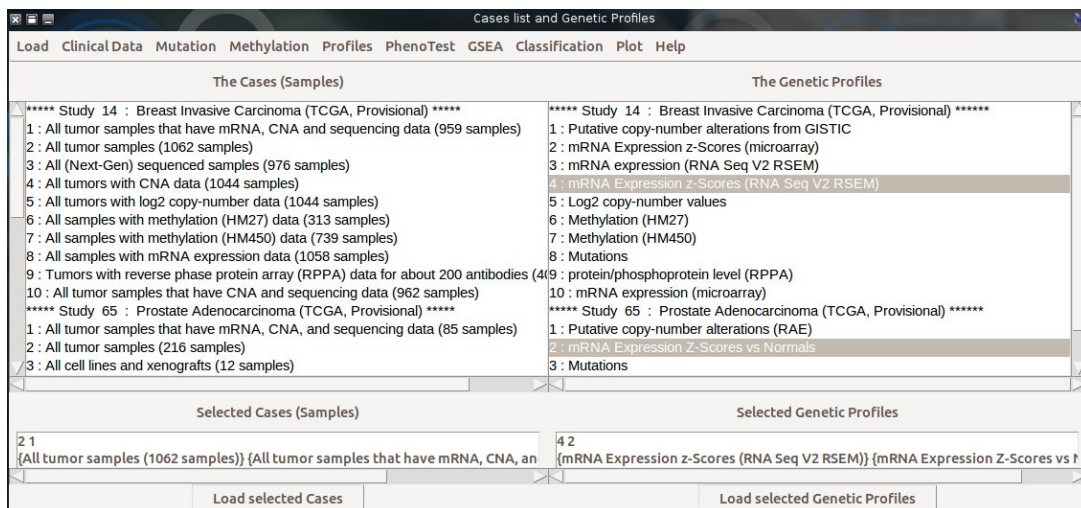 Cases list and Genetic Profiles
Load Clinical Data Mutation Methylation Profiles PhenoTest GSEA Classification Plot Help
The Cases (Samples)
***** Study 14 : Breast Invasive Carcinoma (TCGA, Provisional) *****
1 : All tumor samples that have mRNA, CNA and sequencing data (959 samples)
2 : All tumor samples (1062 samples)
3 : All (Next-Gen) sequenced samples (976 samples)
4 : All tumors with CNA data (1044 samples)
5 : All tumors with log2 copy-number data (1044 samples)
6 : All samples with methylation (HM27) data (313 samples)
7 : All samples with methylation (HM450) data (739 samples)
8 : All samples with mRNA expression data (1058 samples)
9 : Tumors with reverse phase protein array (RPPA) data for about 200 antibodies (40
10 : All tumor samples that have CNA and sequencing data (962 samples)
***** Study 65 : Prostate Adenocarcinoma (TCGA, Provisional) *****
1 : All tumor samples that have mRNA, CNA, and sequencing data (85 samples)
2 : All tumor samples (216 samples)
3 : All cell lines and xenografts (12 samples)
The Genetic Profiles
***** Study 14 : Breast Invasive Carcinoma (TCGA, Provisional) ******
1 : Putative copy-number alterations from GISTIC
2 : mRNA Expression z-Scores (microarray)
3 : mRNA expression (RNA Seq V2 RSEM)
4 : mRNA Expression z-Scores (RNA Seq V2 RSEM)
5 : Log2 copy-number values
6 : Methylation (HM27)
7 : Methylation (HM450)
8 : Mutations
9 : protein/phosphoprotein level (RPPA)
10 : mRNA expression (microarray)
***** Study 65 : Prostate Adenocarcinoma (TCGA, Provisional) ******
1 : Putative copy-number alterations (RAE)
2 : mRNA Expression Z-Scores vs Normals
3 : Mutations
Selected Cases (Samples)
2 1
{All tumor samples (1062 samples)} {All tumor samples that have mRNA, CNA, an
Load selected Cases
Selected Genetic Profiles
4 2
{mRNA Expression z-Scores (RNA Seq V2 RSEM)} {mRNA Expression Z-Scores vs
Load selected Genetic Profiles